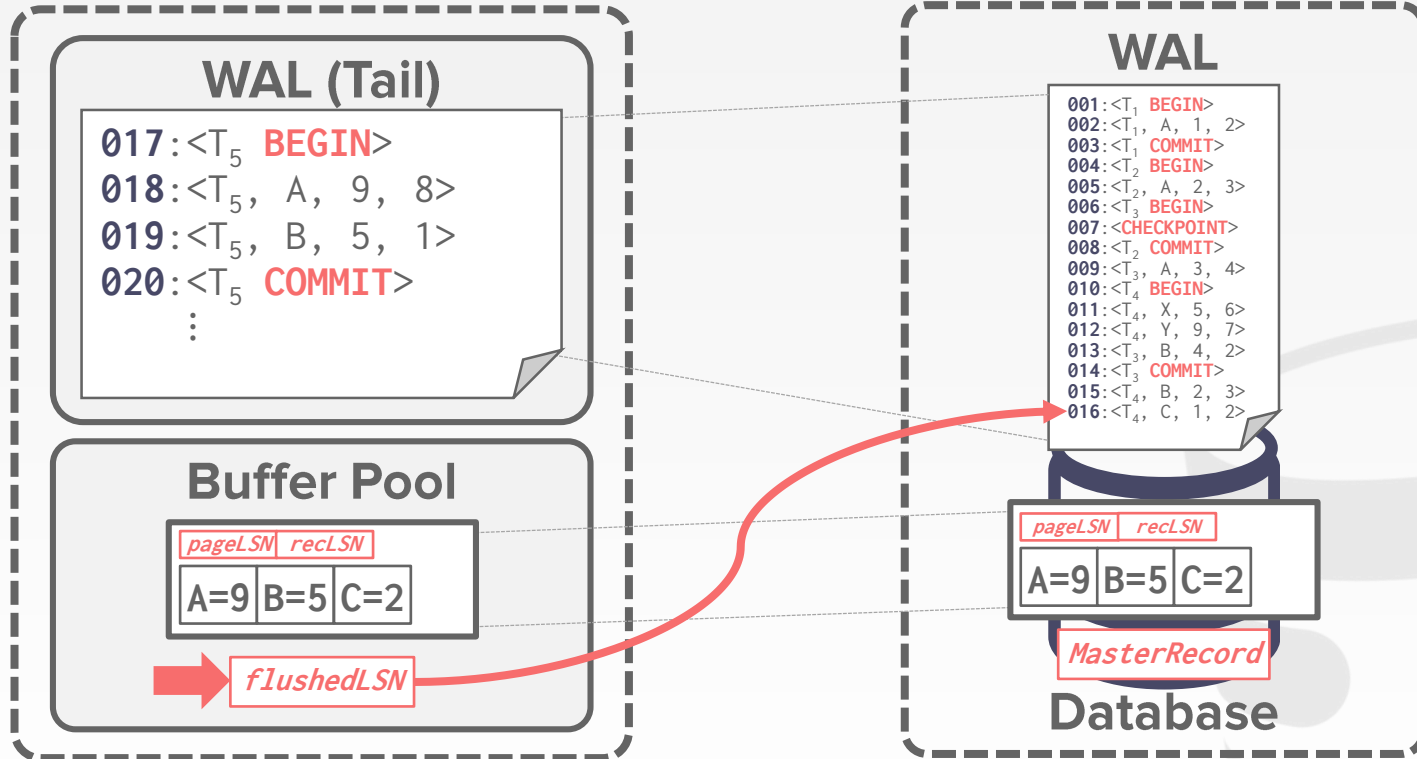 WAL (Tail)
017:<T5 BEGIN>
018:<T5, A, 9, 8>
019:<T5, B, 5, 1>
020:<T5 COMMIT>
⋮
Buffer Pool
pageLSN recLSN
A=9 B=5 C=2
flushedLSN
WAL
001:<T1 BEGIN>
002:<T1, A, 1, 2>
003:<T1 COMMIT>
004:<T2 BEGIN>
005:<T2, A, 2, 3>
006:<T3 BEGIN>
007:<CHECKPOINT>
008:<T2 COMMIT>
009:<T3, A, 3, 4>
010:<T4 BEGIN>
011:<T4, X, 5, 6>
012:<T4, Y, 9, 7>
013:<T3, B, 4, 2>
014:<T3 COMMIT>
015:<T4, B, 2, 3>
016:<T4, C, 1, 2>
pageLSN recLSN
A=9 B=5 C=2
MasterRecord
Database